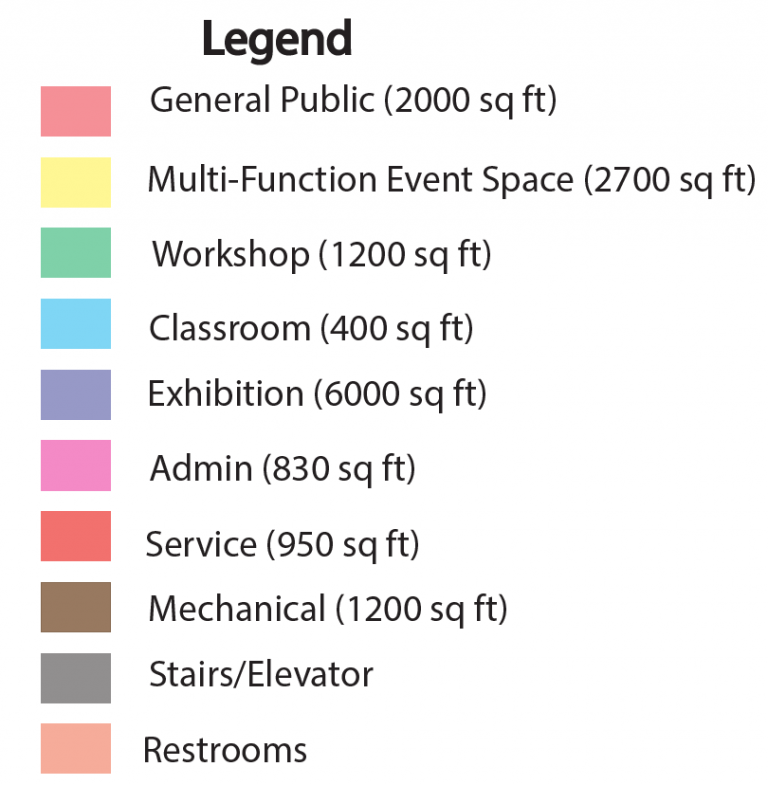 Legend
General Public (2000 sq ft)
Multi-Function Event Space (2700 sq ft)
Workshop (1200 sq ft)
Classroom (400 sq ft)
Exhibition (6000 sq ft)
Admin (830 sq ft)
Service (950 sq ft)
Mechanical (1200 sq ft)
Stairs/Elevator
Restrooms